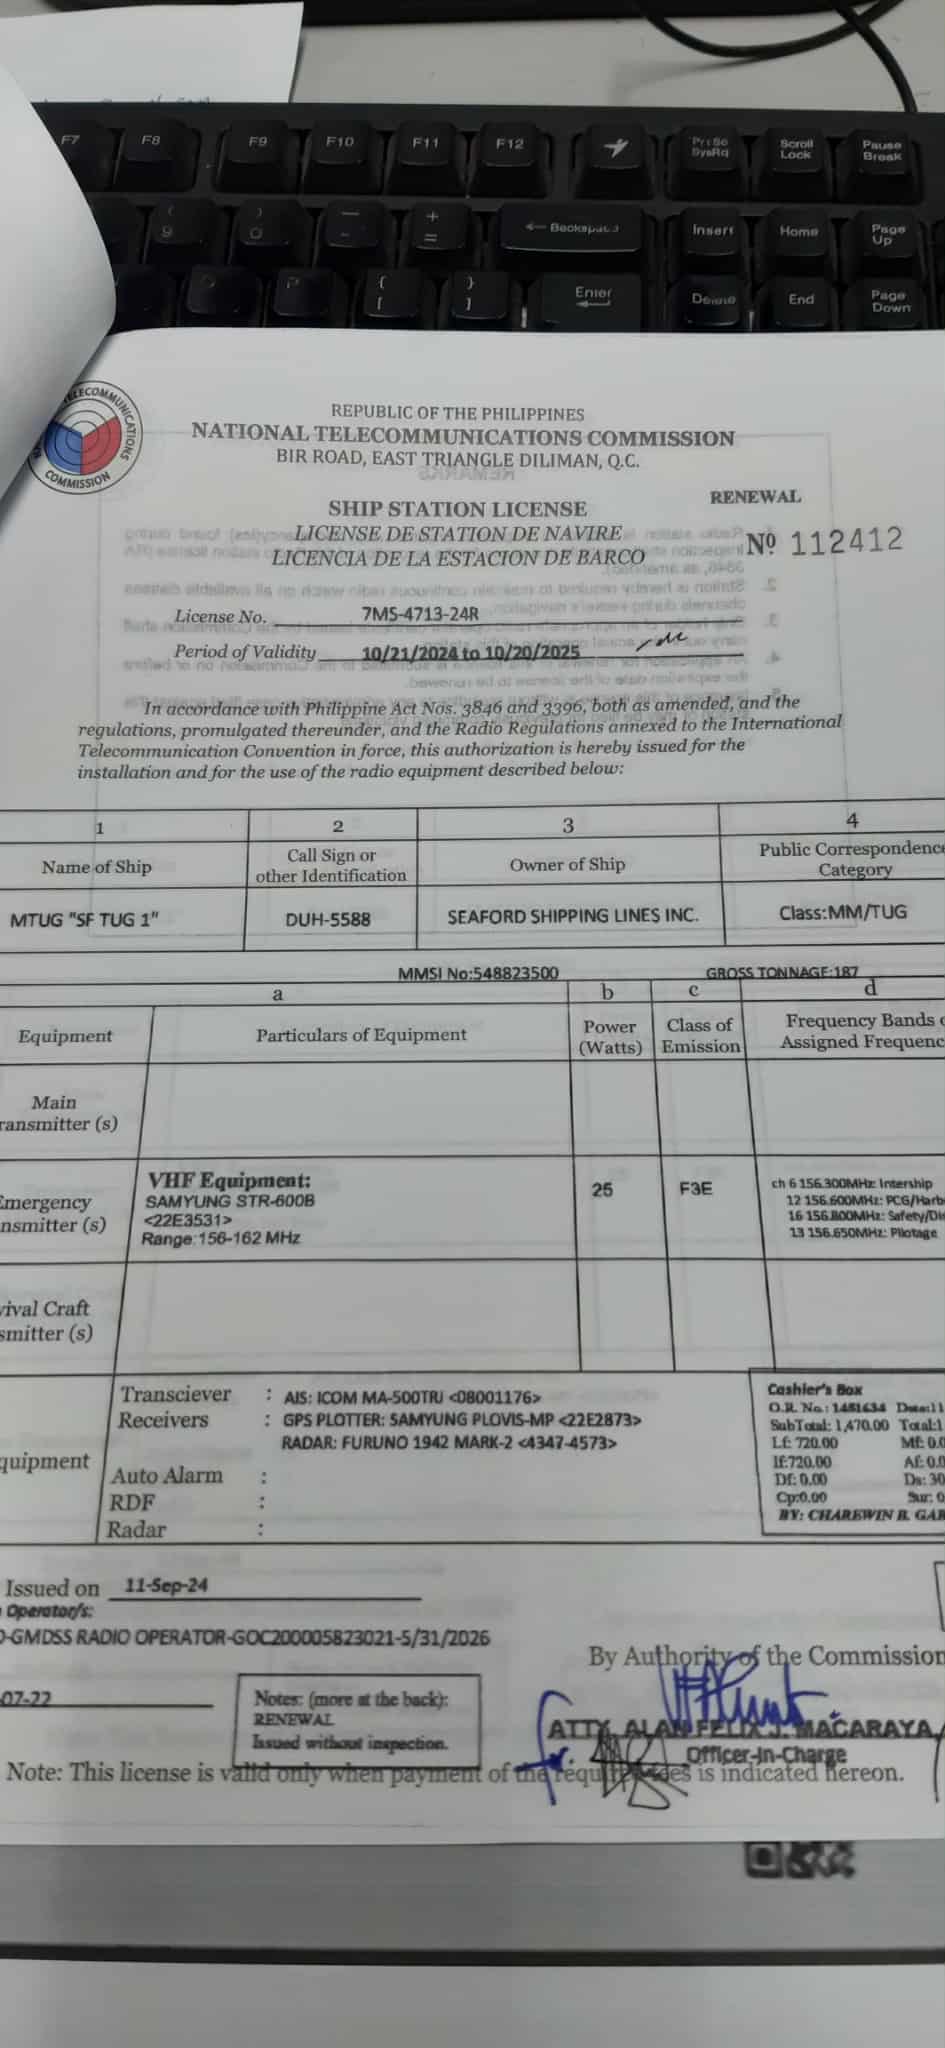 F7 F8 F9 F10 F11 F12 PrtSc SysRq Scroll Lock Pause Break
( 9 ) 0 — - + = ← Backspace Insert Home Page Up
P { [ } ] Enter Delete End Page Down
TELECOMMUNICATIONS
COMMISSION
REPUBLIC OF THE PHILIPPINES
NATIONAL TELECOMMUNICATIONS COMMISSION
BIR ROAD, EAST TRIANGLE DILIMAN, Q.C.
RENEWAL
SHIP STATION LICENSE
LICENSE DE STATION DE NAVIRE
LICENCIA DE LA ESTACION DE BARCO
Nº 112412
License No. 7MS-4713-24R
Period of Validity 10/21/2024 to 10/20/2025
In accordance with Philippine Act Nos. 3846 and 3396, both as amended, and the
regulations, promulgated thereunder, and the Radio Regulations annexed to the International
Telecommunication Convention in force, this authorization is hereby issued for the
installation and for the use of the radio equipment described below:
1 2 3 4
Name of Ship
Call Sign or
other Identification
Owner of Ship
Public Correspondence
Category
MTUG "SF TUG 1" DUH-5588 SEAFORD SHIPPING LINES INC. Class:MM/TUG
MMSI No:548823500 GROSS TONNAGE:187
a b c d
Equipment
Particulars of Equipment
Power
(Watts)
Class of
Emission
Frequency Bands
Assigned Frequenc
Main
ransmitter (s)
Emergency
nsmitter (s)
VHF Equipment:
SAMYUNG STR-600B
<22E3531>
Range:156-162 MHz
25
F3E
ch 6 156.300MHz: Intership
12 156.600MHz: PCG/Harb
16 156.800MHz: Safety/Dis
13 156.650MHz: Pilotage
vival Craft
smitter (s)
quipment
Transciever : AIS: ICOM MA-500TRJ <08001176>
Receivers : GPS PLOTTER: SAMYUNG PLOVIS-MP <22E2873>
RADAR: FURUNO 1942 MARK-2 <4347-4573>
Auto Alarm :
RDF :
Radar :
Cashier's Box
O.R. No.: 1481634 Date:11
SubTotal: 1,470.00 Total:1
Lf: 720.00 Mf: 0.0
If:720.00 Af: 0.0
Df: 0.00 Ds: 30
Cp:0.00 Sur: 0
BY: CHAREWIN B. GAR
Issued on 11-Sep-24
Operator/s:
O-GMDSS RADIO OPERATOR-GOC200005823021-5/31/2026
By Authority of the Commission
07-22
Notes: (more at the back):
RENEWAL
Issued without inspection.
ATTY. ALAN FELIX J. MACARAYA,
Officer-In-Charge
Note: This license is valid only when payment of the required fees is indicated hereon.